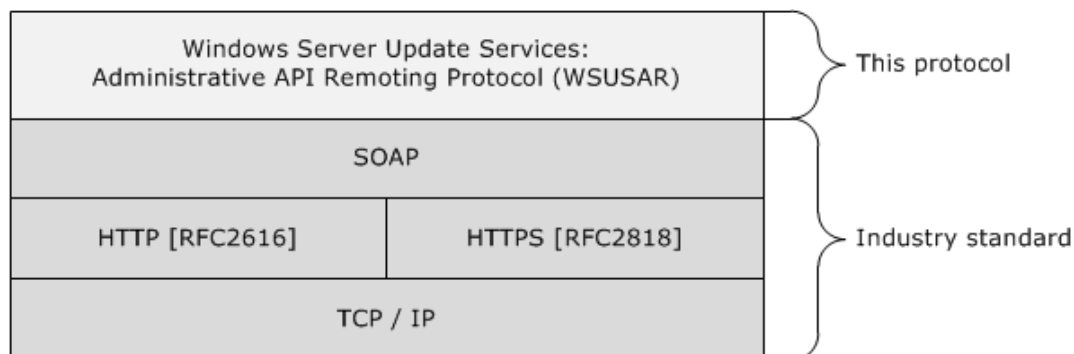 Windows Server Update Services:
Administrative API Remoting Protocol (WSUSAR)
This protocol
SOAP
HTTP [RFC2616]
HTTPS [RFC2818]
Industry standard
TCP / IP